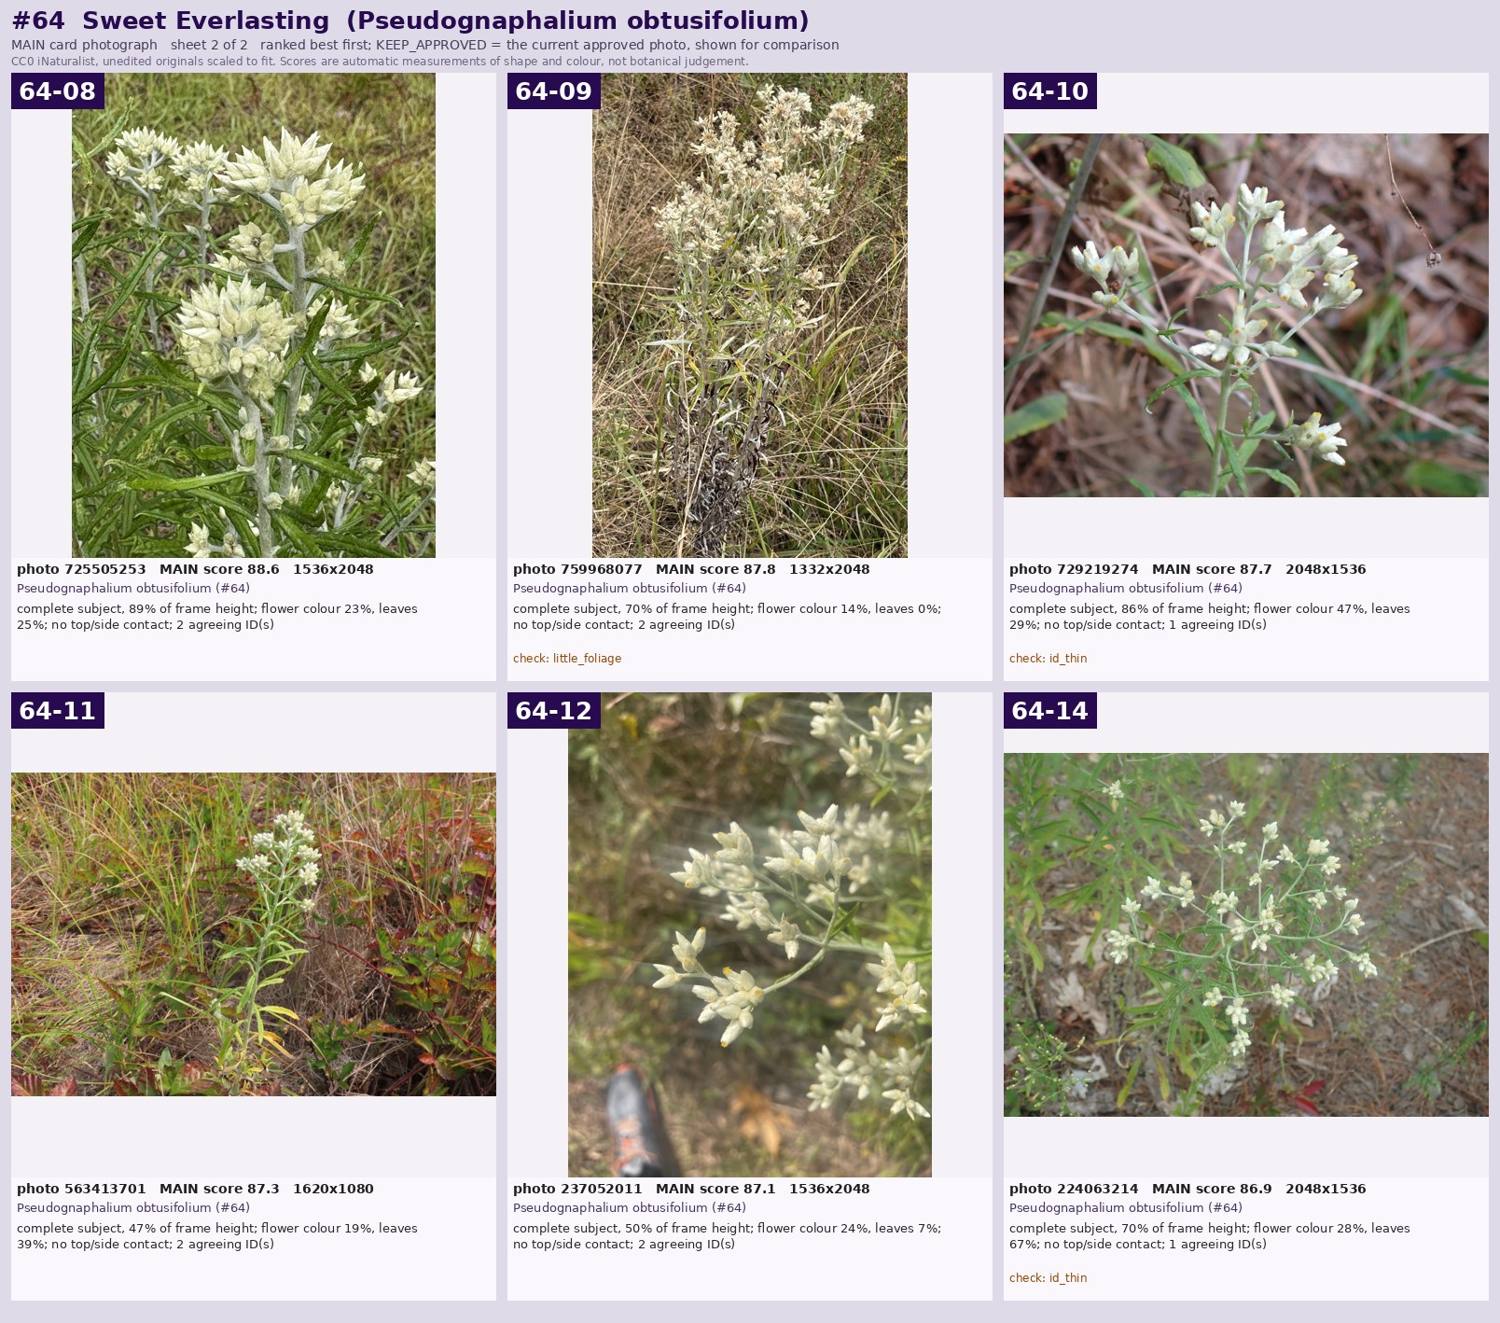 #64  Sweet Everlasting  (Pseudognaphalium obtusifolium)
MAIN card photograph   sheet 2 of 2   ranked best first; KEEP_APPROVED = the current approved photo, shown for comparison
CC0 iNaturalist, unedited originals scaled to fit. Scores are automatic measurements of shape and colour, not botanical judgement.
64-08
photo 725505253   MAIN score 88.6   1536x2048
Pseudognaphalium obtusifolium (#64)
complete subject, 89% of frame height; flower colour 23%, leaves
25%; no top/side contact; 2 agreeing ID(s)
64-09
photo 759968077   MAIN score 87.8   1332x2048
Pseudognaphalium obtusifolium (#64)
complete subject, 70% of frame height; flower colour 14%, leaves 0%;
no top/side contact; 2 agreeing ID(s)
check: little_foliage
64-10
photo 729219274   MAIN score 87.7   2048x1536
Pseudognaphalium obtusifolium (#64)
complete subject, 86% of frame height; flower colour 47%, leaves
29%; no top/side contact; 1 agreeing ID(s)
check: id_thin
64-11
photo 563413701   MAIN score 87.3   1620x1080
Pseudognaphalium obtusifolium (#64)
complete subject, 47% of frame height; flower colour 19%, leaves
39%; no top/side contact; 2 agreeing ID(s)
64-12
photo 237052011   MAIN score 87.1   1536x2048
Pseudognaphalium obtusifolium (#64)
complete subject, 50% of frame height; flower colour 24%, leaves 7%;
no top/side contact; 2 agreeing ID(s)
64-14
photo 224063214   MAIN score 86.9   2048x1536
Pseudognaphalium obtusifolium (#64)
complete subject, 70% of frame height; flower colour 28%, leaves
67%; no top/side contact; 1 agreeing ID(s)
check: id_thin